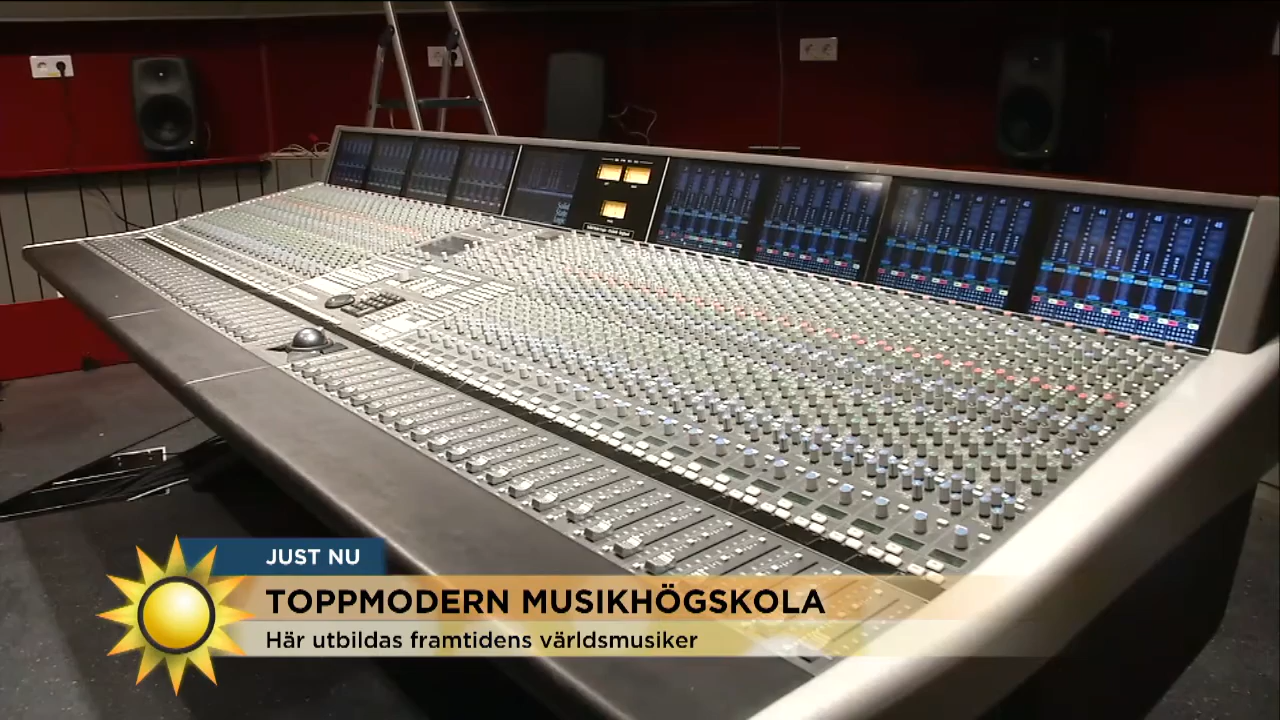 JUST NU
TOPPMODERN MUSIKHÖGSKOLA
Här utbildas framtidens världsmusiker